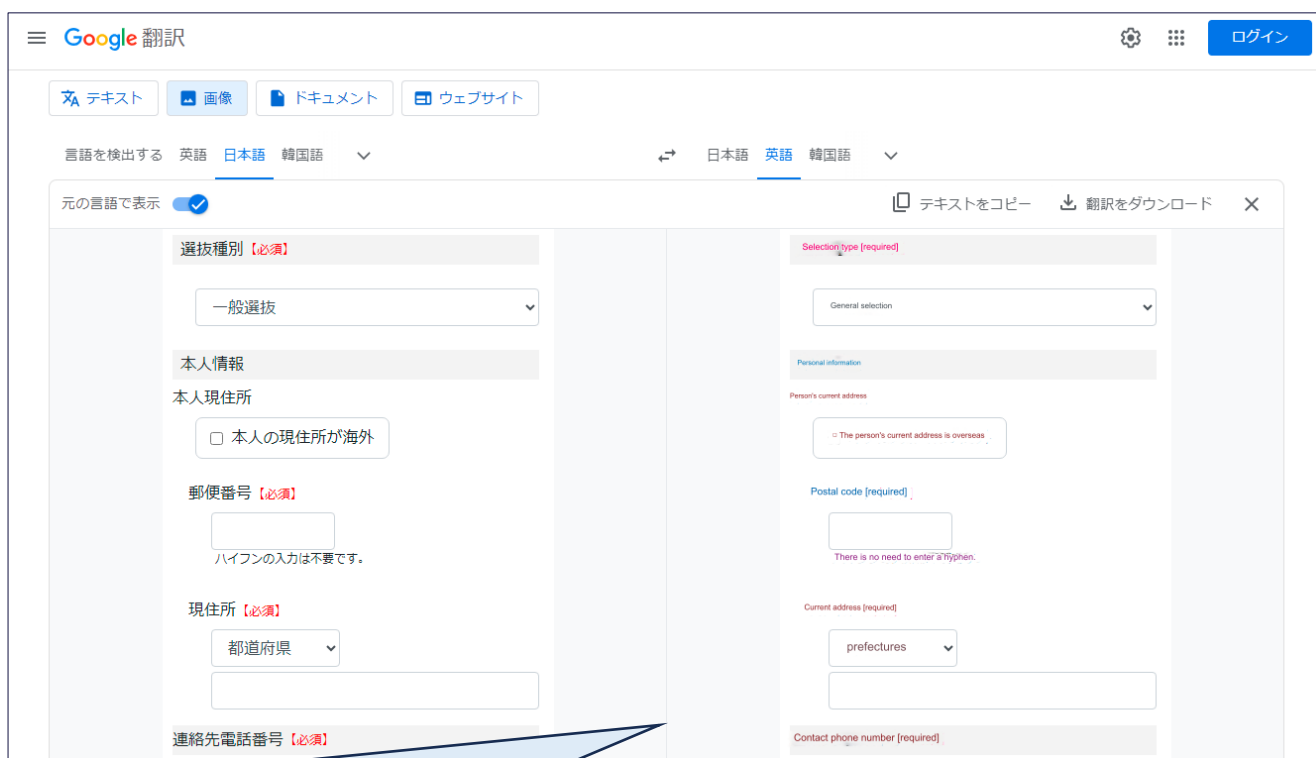 Google 翻訳
ログイン
テキスト
画像
ドキュメント
ウェブサイト
言語を検出する 英語 日本語 韓国語
日本語 英語 韓国語
元の言語で表示
テキストをコピー
翻訳をダウンロード
選抜種別【必須】
一般選抜
本人情報
本人現住所
本人の現住所が海外
郵便番号【必須】
ハイフンの入力は不要です。
現住所【必須】
都道府県
連絡先電話番号【必須】
Selection type [required]
General selection
Personal information
Person's current address
The person's current address is overseas
Postal code [required]
There is no need to enter a hyphen.
Current address [required]
prefectures
Contact phone number [required]